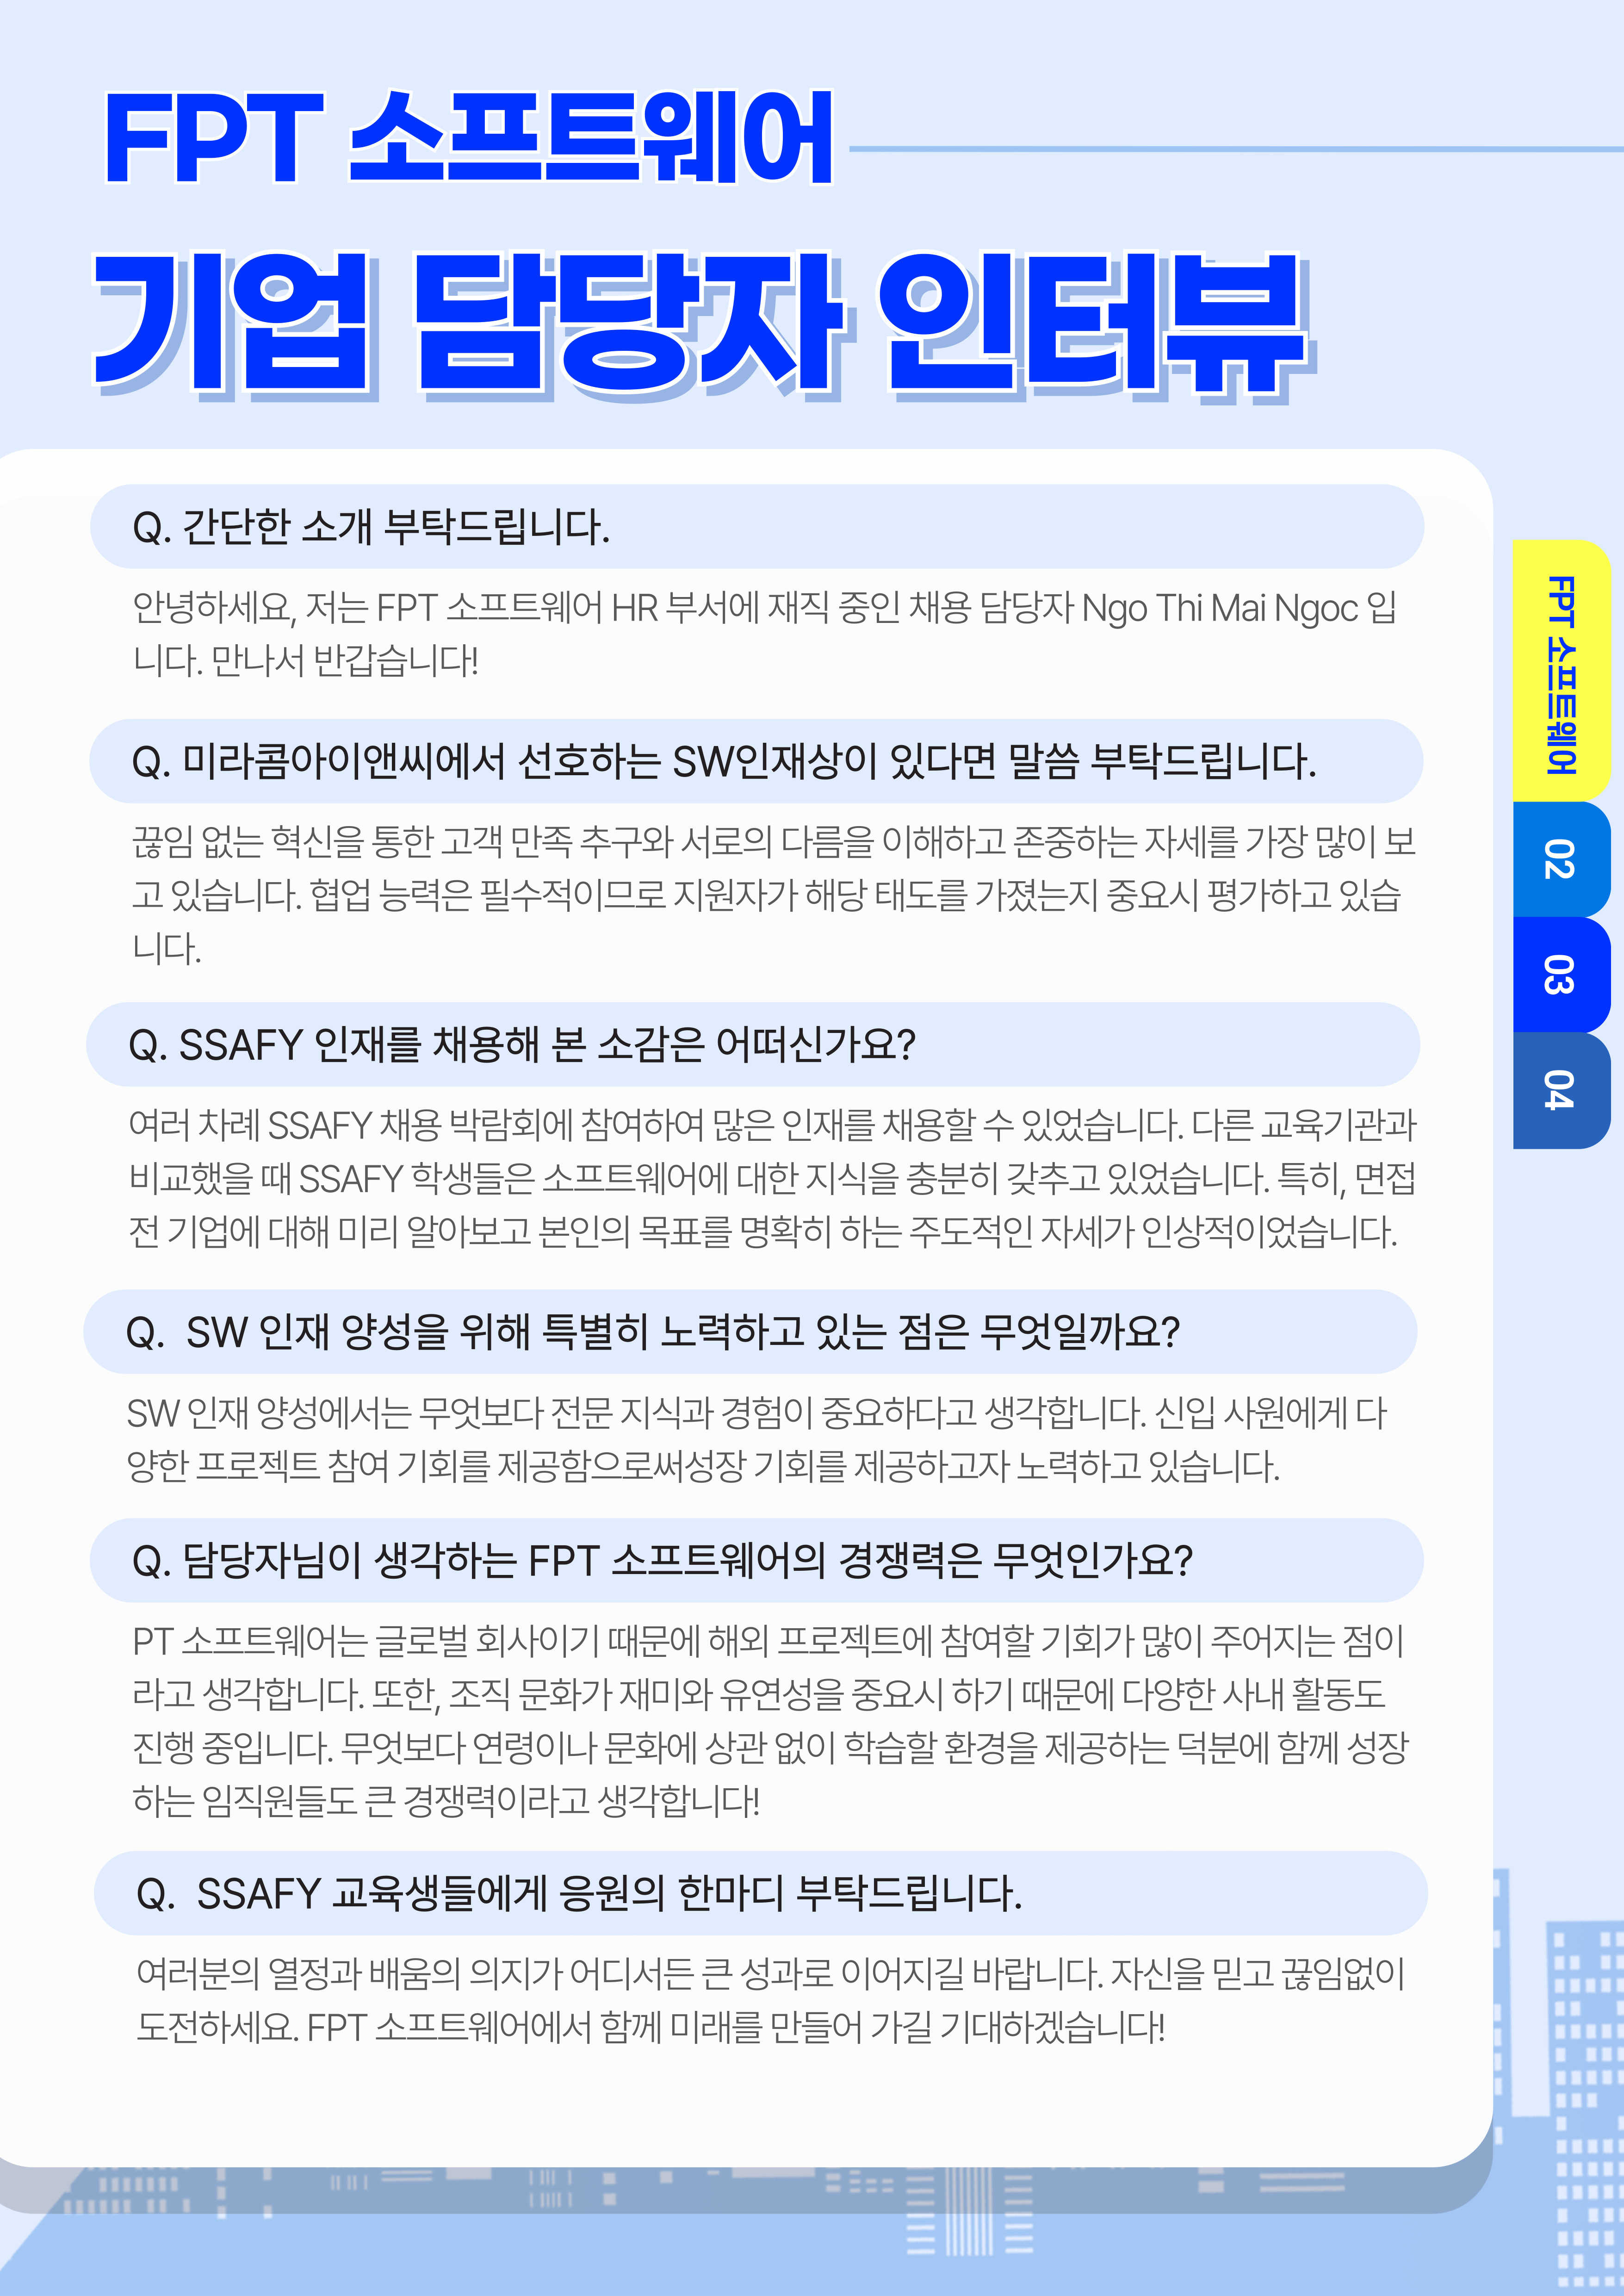 FPT 소프트웨어
기업 담당자 인터뷰
Q. 간단한 소개 부탁드립니다.
안녕하세요, 저는 FPT 소프트웨어 HR 부서에 재직 중인 채용 담당자 Ngo Thi Mai Ngoc 입
니다. 만나서 반갑습니다!
Q. 미라콤아이앤씨에서 선호하는 SW인재상이 있다면 말씀 부탁드립니다.
끊임 없는 혁신을 통한 고객 만족 추구와 서로의 다름을 이해하고 존중하는 자세를 가장 많이 보
고 있습니다. 협업 능력은 필수적이므로 지원자가 해당 태도를 가졌는지 중요시 평가하고 있습
니다.
Q. SSAFY 인재를 채용해 본 소감은 어떠신가요?
여러 차례 SSAFY 채용 박람회에 참여하여 많은 인재를 채용할 수 있었습니다. 다른 교육기관과
비교했을 때 SSAFY 학생들은 소프트웨어에 대한 지식을 충분히 갖추고 있었습니다. 특히, 면접
전 기업에 대해 미리 알아보고 본인의 목표를 명확히 하는 주도적인 자세가 인상적이었습니다.
Q. SW 인재 양성을 위해 특별히 노력하고 있는 점은 무엇일까요?
SW 인재 양성에서는 무엇보다 전문 지식과 경험이 중요하다고 생각합니다. 신입 사원에게 다
양한 프로젝트 참여 기회를 제공함으로써성장 기회를 제공하고자 노력하고 있습니다.
Q. 담당자님이 생각하는 FPT 소프트웨어의 경쟁력은 무엇인가요?
PT 소프트웨어는 글로벌 회사이기 때문에 해외 프로젝트에 참여할 기회가 많이 주어지는 점이
라고 생각합니다. 또한, 조직 문화가 재미와 유연성을 중요시 하기 때문에 다양한 사내 활동도
진행 중입니다. 무엇보다 연령이나 문화에 상관 없이 학습할 환경을 제공하는 덕분에 함께 성장
하는 임직원들도 큰 경쟁력이라고 생각합니다!
Q. SSAFY 교육생들에게 응원의 한마디 부탁드립니다.
여러분의 열정과 배움의 의지가 어디서든 큰 성과로 이어지길 바랍니다. 자신을 믿고 끊임없이
도전하세요. FPT 소프트웨어에서 함께 미래를 만들어 가길 기대하겠습니다!
FPT 소프트웨어
02
03
04